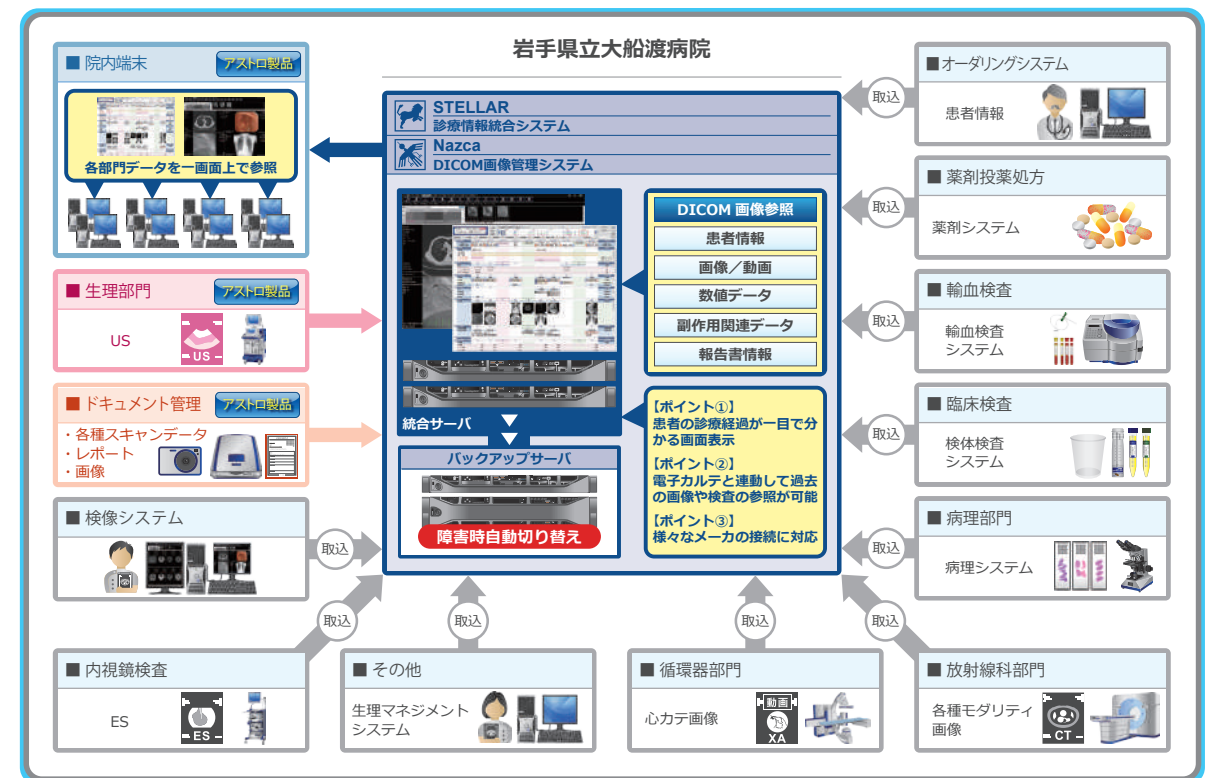 岩手県立大船渡病院
■ 院内端末
アストロ製品
各部門データを一画面上で参照
■ 生理部門
アストロ製品
US
US
■ ドキュメント管理
アストロ製品
・各種スキャンデータ
・レポート
・画像
■ 検像システム
取込
■ 内視鏡検査
取込
ES
ES
STELLAR
診療情報統合システム
Nazca
DICOM画像管理システム
統合サーバ
バックアップサーバ
障害時自動切り替え
DICOM 画像参照
患者情報
画像／動画
数値データ
副作用関連データ
報告書情報
【ポイント①】
患者の診療経過が一目で分
かる画面表示
【ポイント②】
電子カルテと連動して過去
の画像や検査の参照が可能
【ポイント③】
様々なメーカの接続に対応
取込
■ その他
生理マネジメント
システム
取込
■ 循環器部門
心カテ画像
動画
XA
■オーダリングシステム
取込
患者情報
■ 薬剤投薬処方
取込
薬剤システム
■ 輸血検査
取込
輸血検査
システム
■ 臨床検査
取込
検体検査
システム
■ 病理部門
取込
病理システム
取込
■ 放射線科部門
各種モダリティ
画像
CT